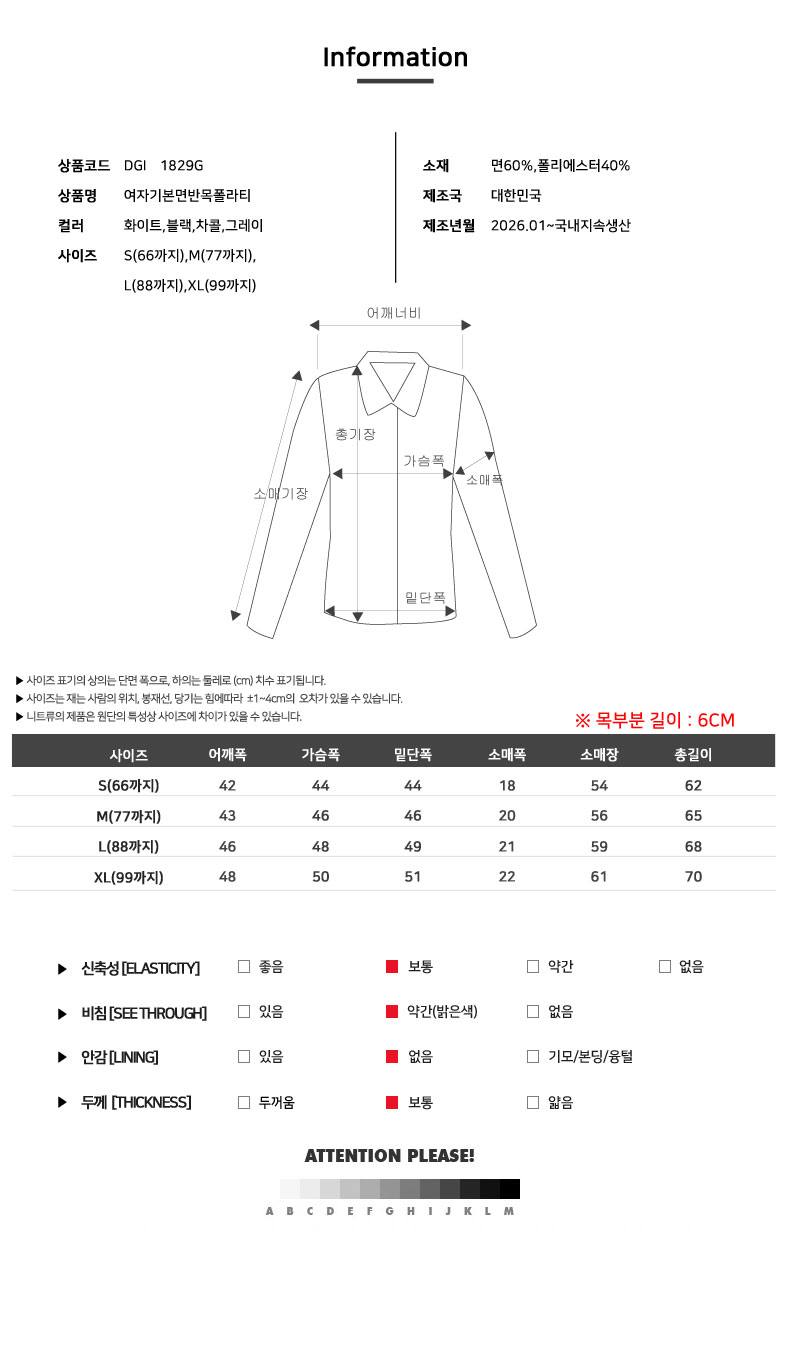 Information
상품코드 DGI 1829G
상품명 여자기본면반목폴라티
컬러 화이트,블랙,차콜,그레이
사이즈 S(66까지),M(77까지),
L(88까지),XL(99까지)
소재 면60%,폴리에스터40%
제조국 대한민국
제조년월 2026.01~국내지속생산
어깨너비
총기장
가슴폭
소매폭
소매기장
밑단폭
▶ 사이즈 표기의 상의는 단면 폭으로, 하의는 둘레로 (cm) 치수 표기됩니다.
▶ 사이즈는 재는 사람의 위치, 봉재선, 당기는 힘에따라 ±1~4cm의 오차가 있을 수 있습니다.
▶ 니트류의 제품은 원단의 특성상 사이즈에 차이가 있을 수 있습니다.
※ 목부분 길이 : 6CM
사이즈 어깨폭 가슴폭 밑단폭 소매폭 소매장 총길이
S(66까지) 42 44 44 18 54 62
M(77까지) 43 46 46 20 56 65
L(88까지) 46 48 49 21 59 68
XL(99까지) 48 50 51 22 61 70
▶ 신축성 [ELASTICITY] 좋음 보통 약간 없음
▶ 비침 [SEE THROUGH] 있음 약간(밝은색) 없음
▶ 안감 [LINING] 있음 없음 기모/본딩/융털
▶ 두께 [THICKNESS] 두꺼움 보통 얇음
ATTENTION PLEASE!
A B C D E F G H I J K L M